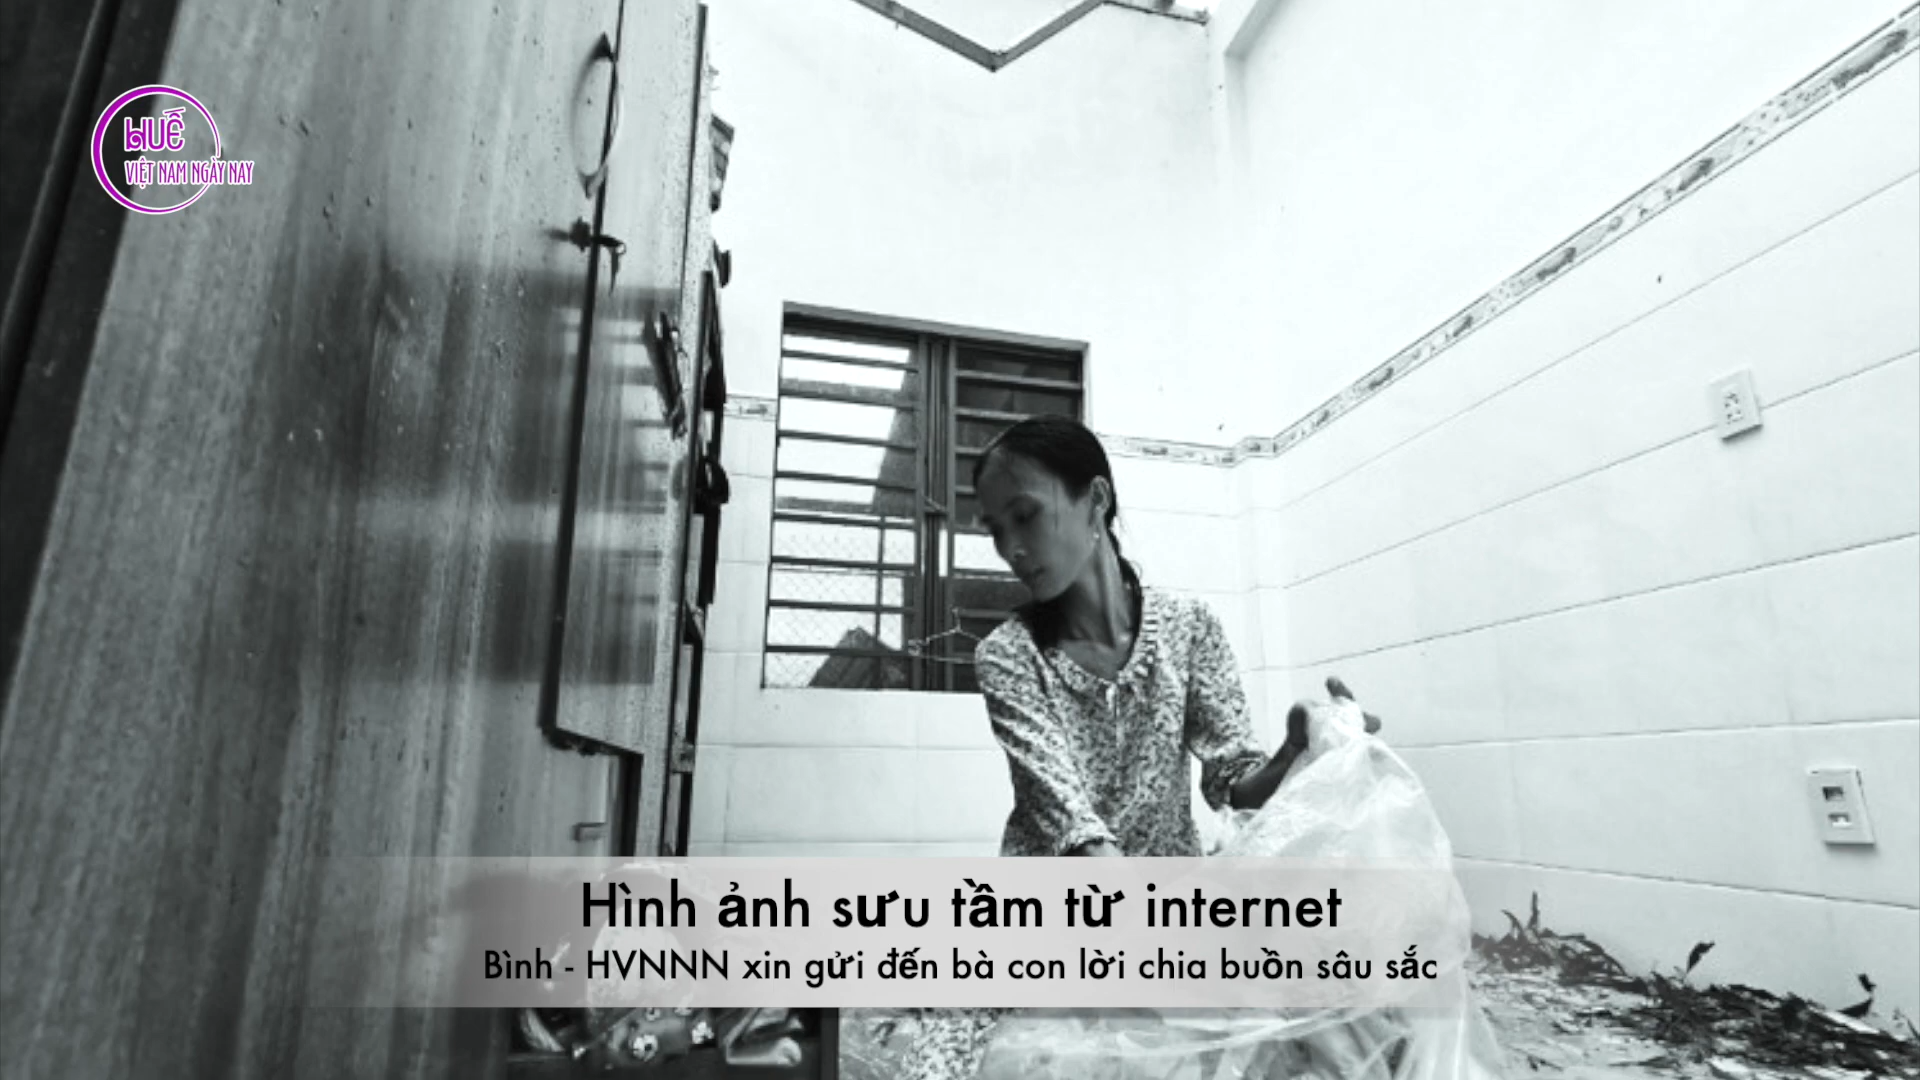 HUẾ
VIỆT NAM NGÀY NAY
Hình ảnh sưu tầm từ internet
Bình - HVNNN xin gửi đến bà con lời chia buồn sâu sắc